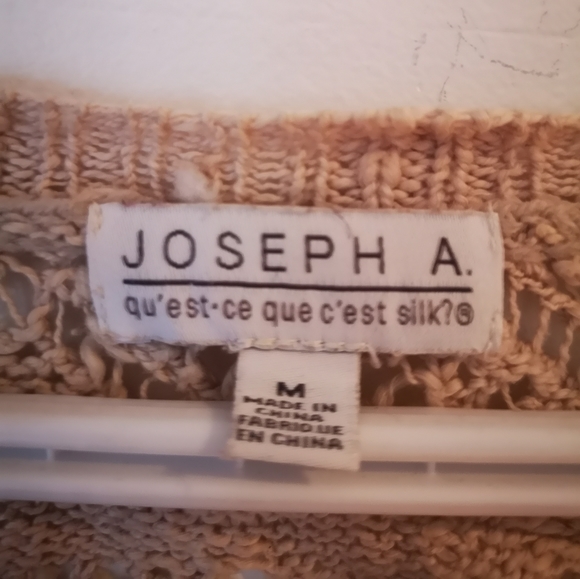 JOSEPH A.
qu'est-ce que c'est silk?®
M
MADE IN
CHINA
FABRIQUE
EN CHINA